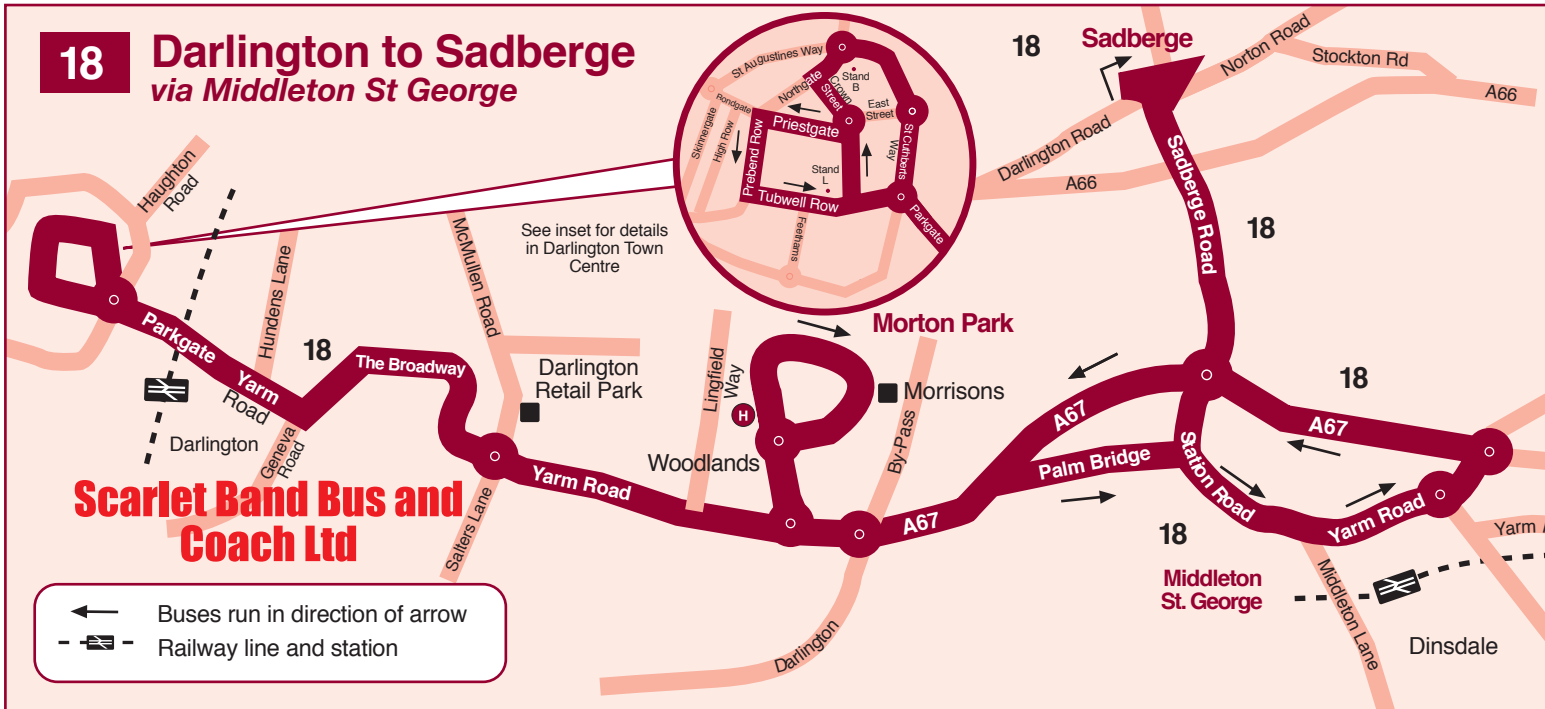 18
Darlington to Sadberge
via Middleton St George
18
Sadberge
Norton Road
Stockton Rd
A66
Darlington Road
A66
Sadberge Road
18
St Augustines Way
Northgate
Crown
Street
Stand
B
East
Street
Bondgate
Skinnergate
High Row
Priestgate
Prebend Row
Stand
L
St Cuthberts
Way
Tubwell Row
Parkgate
Feethams
See inset for details
in Darlington Town
Centre
Haughton
Road
Hundens Lane
McMullen Road
Parkgate
Yarm
Road
18
The Broadway
Darlington
Retail Park
Darlington
Geneva
Road
Salters Lane
Yarm Road
Lingfield
Way
H
Woodlands
Morton Park
Morrisons
By-Pass
Darlington
A67
A67
Palm Bridge
18
A67
Station Road
Yarm Road
18
Middleton
St. George
Middleton Lane
Dinsdale
Scarlet Band Bus and
Coach Ltd
Buses run in direction of arrow
Railway line and station